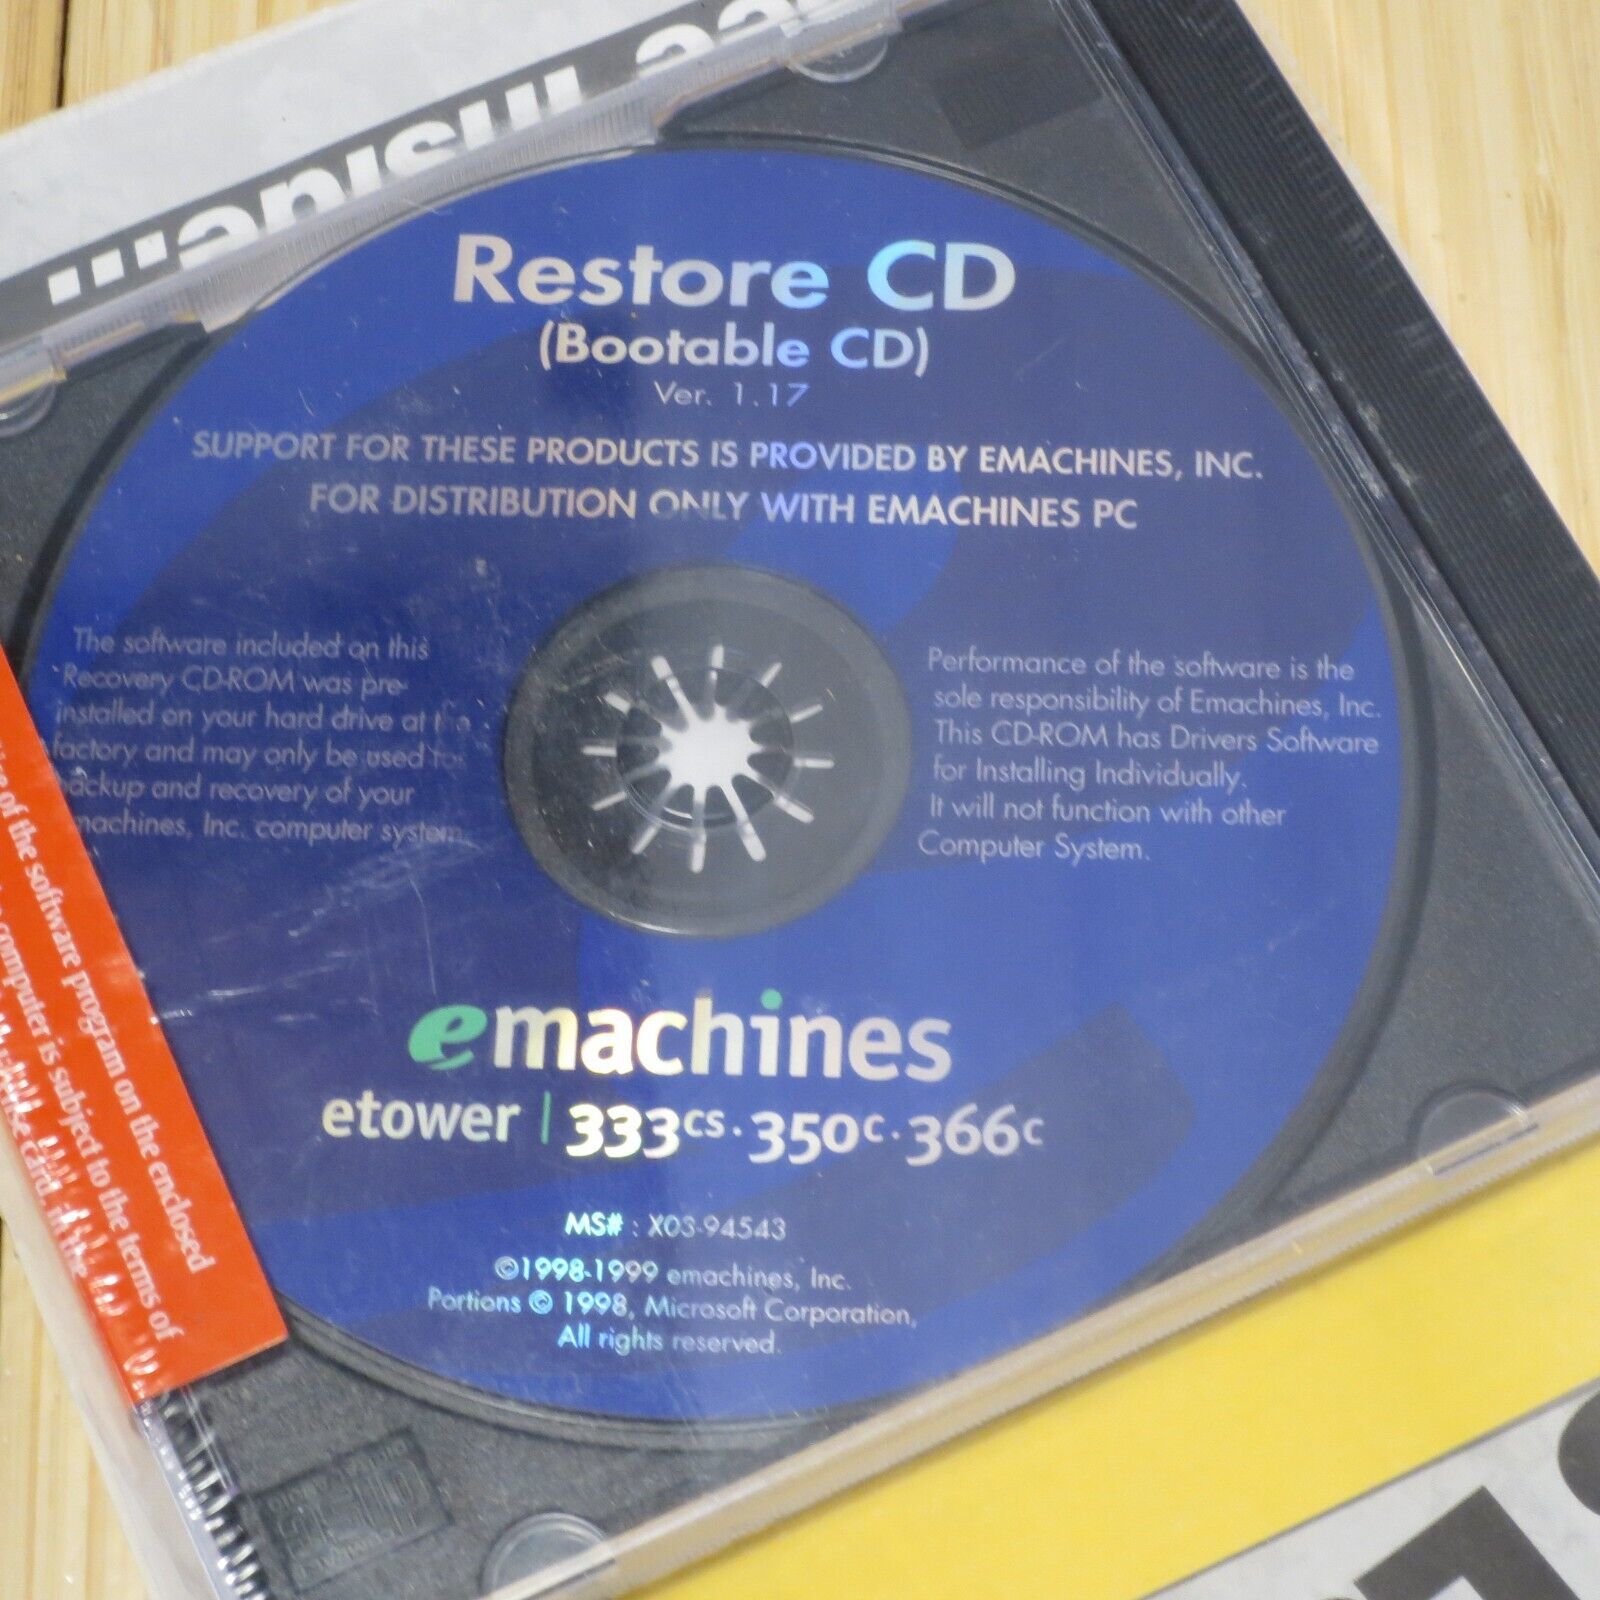 Restore CD
(Bootable CD)
Ver. 1.17
SUPPORT FOR THESE PRODUCTS IS PROVIDED BY EMACHINES, INC.
FOR DISTRIBUTION ONLY WITH EMACHINES PC
The software included on this
Recovery CD-ROM was pre-
installed on your hard drive at the
factory and may only be used for
backup and recovery of your
machines, Inc. computer system.
Performance of the software is the
sole responsibility of Emachines, Inc.
This CD-ROM has Drivers Software
for Installing Individually.
It will not function with other
Computer System.
emachines
etower | 333cs · 350c · 366c
MS# : X03-94543
©1998-1999 emachines, Inc.
Portions © 1998, Microsoft Corporation,
All rights reserved.
of the software program on the enclosed
computer is subject to the terms of